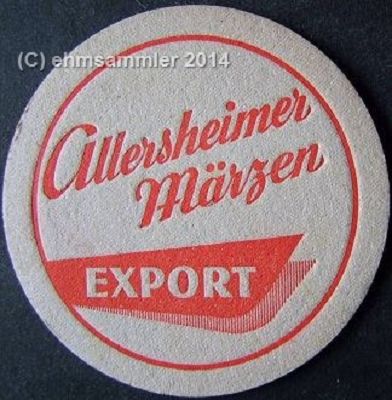 (C) ehmsammler 2014
Allersheimer
Märzen
EXPORT